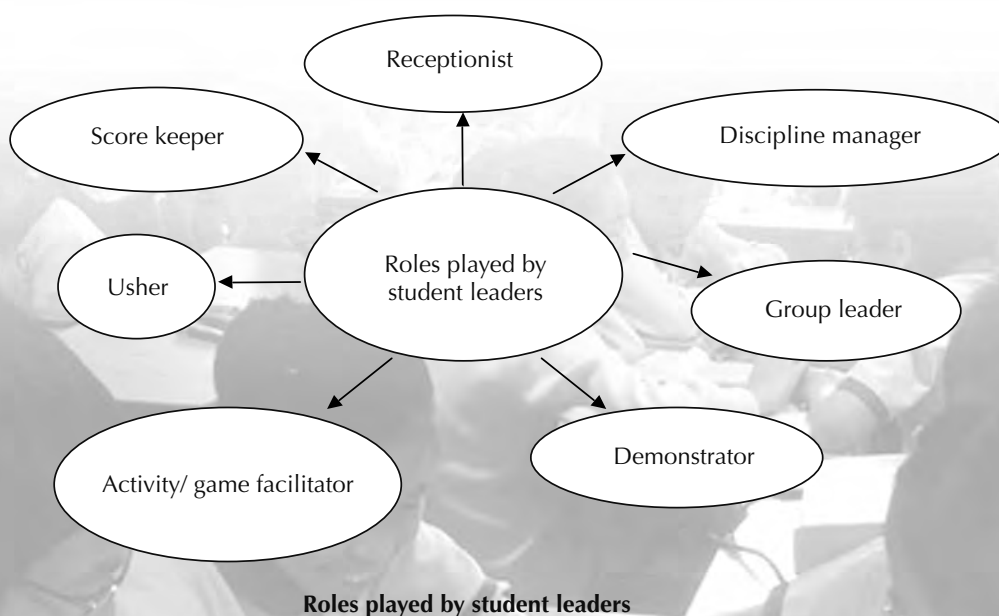 Receptionist
Score keeper
Discipline manager
Usher
Roles played by
student leaders
Group leader
Activity/ game facilitator
Demonstrator
Roles played by student leaders